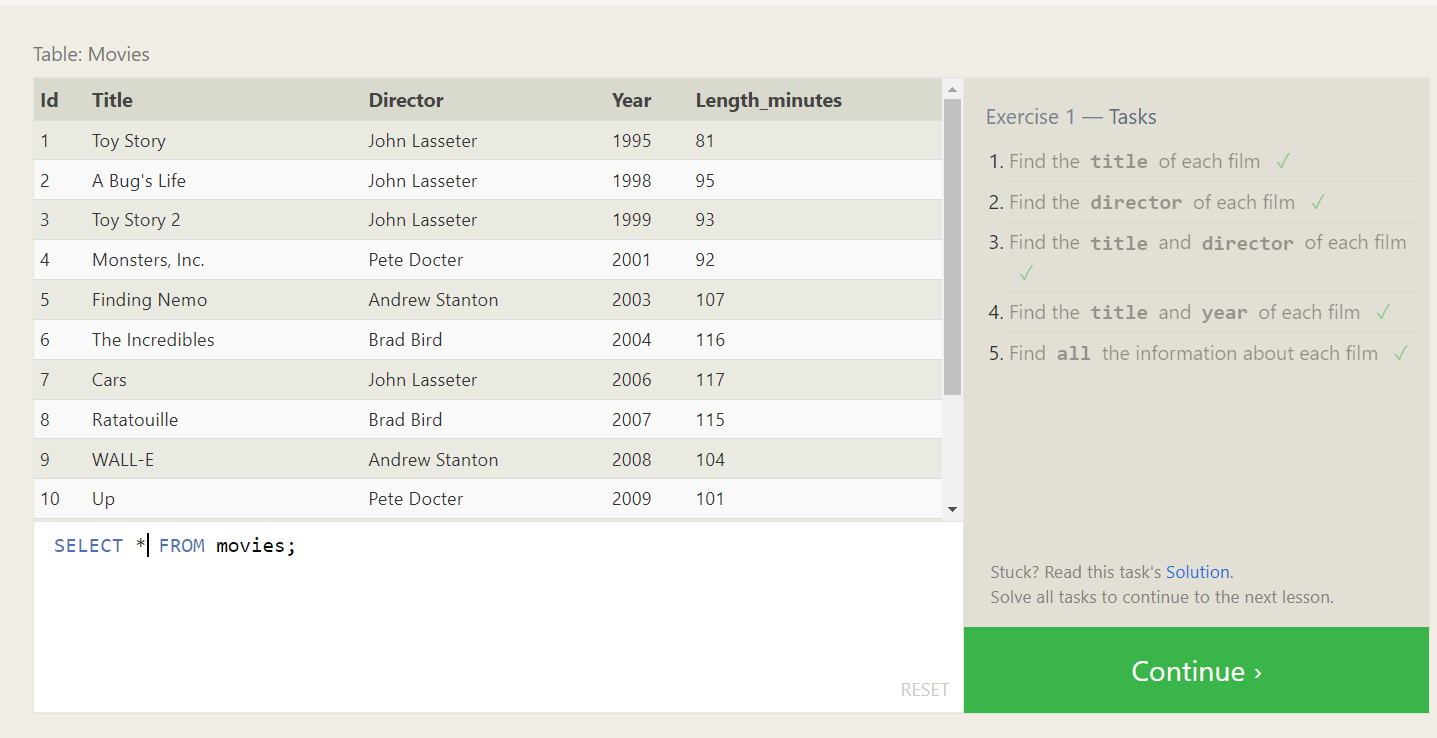 Table: Movies
Id Title Director Year Length_minutes
1 Toy Story John Lasseter 1995 81
2 A Bug's Life John Lasseter 1998 95
3 Toy Story 2 John Lasseter 1999 93
4 Monsters, Inc. Pete Docter 2001 92
5 Finding Nemo Andrew Stanton 2003 107
6 The Incredibles Brad Bird 2004 116
7 Cars John Lasseter 2006 117
8 Ratatouille Brad Bird 2007 115
9 WALL-E Andrew Stanton 2008 104
10 Up Pete Docter 2009 101
SELECT * FROM movies;
RESET
Exercise 1 — Tasks
1. Find the title of each film ✓
2. Find the director of each film ✓
3. Find the title and director of each film
✓
4. Find the title and year of each film ✓
5. Find all the information about each film ✓
Stuck? Read this task's Solution.
Solve all tasks to continue to the next lesson.
Continue ›